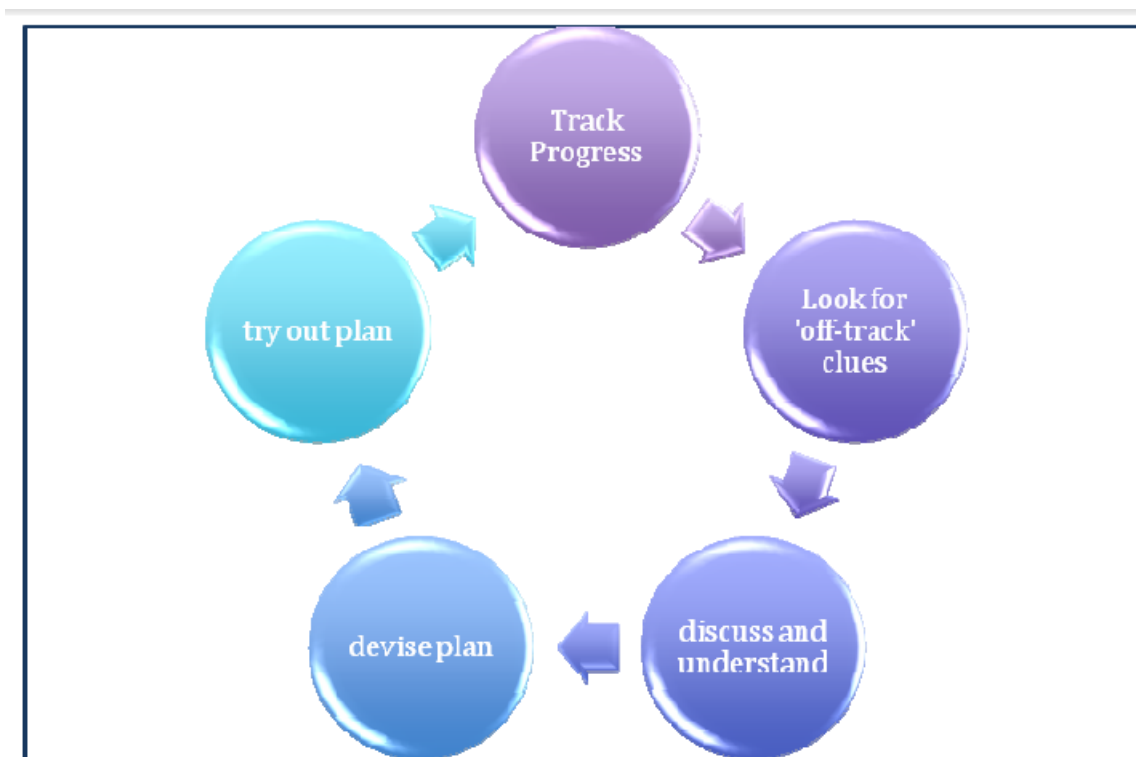 Track
Progress
Look for
'off-track'
clues
discuss and
understand
devise plan
try out plan